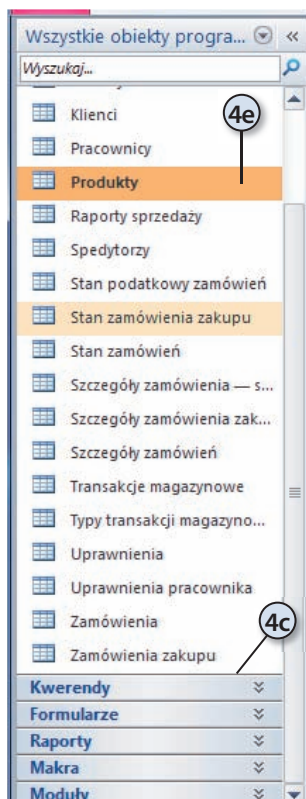 Wszystkie obiekty progra...
Wyszukaj...
Klienci
4e
Pracownicy
Produkty
Raporty sprzedaży
Spedytorzy
Stan podatkowy zamówień
Stan zamówienia zakupu
Stan zamówień
Szczegóły zamówienia — s...
Szczegóły zamówienia zak...
Szczegóły zamówień
Transakcje magazynowe
Typy transakcji magazyno...
Uprawnienia
Uprawnienia pracownika
Zamówienia
4c
Zamówienia zakupu
Kwerendy
Formularze
Raporty
Makra
Moduły